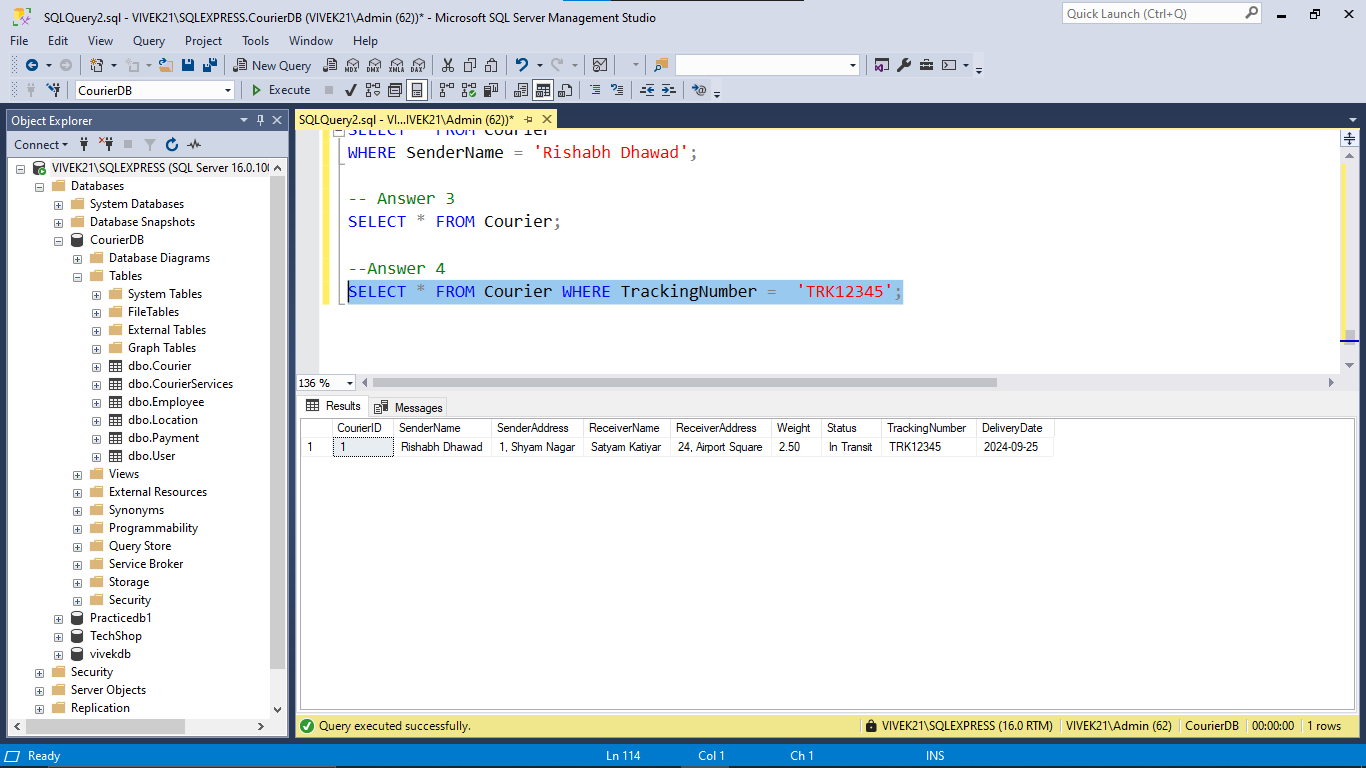 SQLQuery2.sql - VIVEK21\SQLEXPRESS.CourierDB (VIVEK21\Admin (62))* - Microsoft SQL Server Management Studio
Quick Launch (Ctrl+Q)
File Edit View Query Project Tools Window Help
New Query
MDX DMX XMLA DAX
CourierDB
Execute
Object Explorer
Connect
VIVEK21\SQLEXPRESS (SQL Server 16.0.100
Databases
System Databases
Database Snapshots
CourierDB
Database Diagrams
Tables
System Tables
FileTables
External Tables
Graph Tables
dbo.Courier
dbo.CourierServices
dbo.Employee
dbo.Location
dbo.Payment
dbo.User
Views
External Resources
Synonyms
Programmability
Query Store
Service Broker
Storage
Security
Practicedb1
TechShop
vivekdb
Security
Server Objects
Replication
SQLQuery2.sql - VI...IVEK21\Admin (62))*
SELECT * FROM Courier
WHERE SenderName = 'Rishabh Dhawad';
-- Answer 3
SELECT * FROM Courier;
--Answer 4
SELECT * FROM Courier WHERE TrackingNumber =  'TRK12345';
136 %
Results Messages
CourierID SenderName SenderAddress ReceiverName ReceiverAddress Weight Status TrackingNumber DeliveryDate
1 1 Rishabh Dhawad 1, Shyam Nagar Satyam Katiyar 24, Airport Square 2.50 In Transit TRK12345 2024-09-25
Query executed successfully.
VIVEK21\SQLEXPRESS (16.0 RTM) VIVEK21\Admin (62) CourierDB 00:00:00 1 rows
Ready Ln 114 Col 1 Ch 1 INS